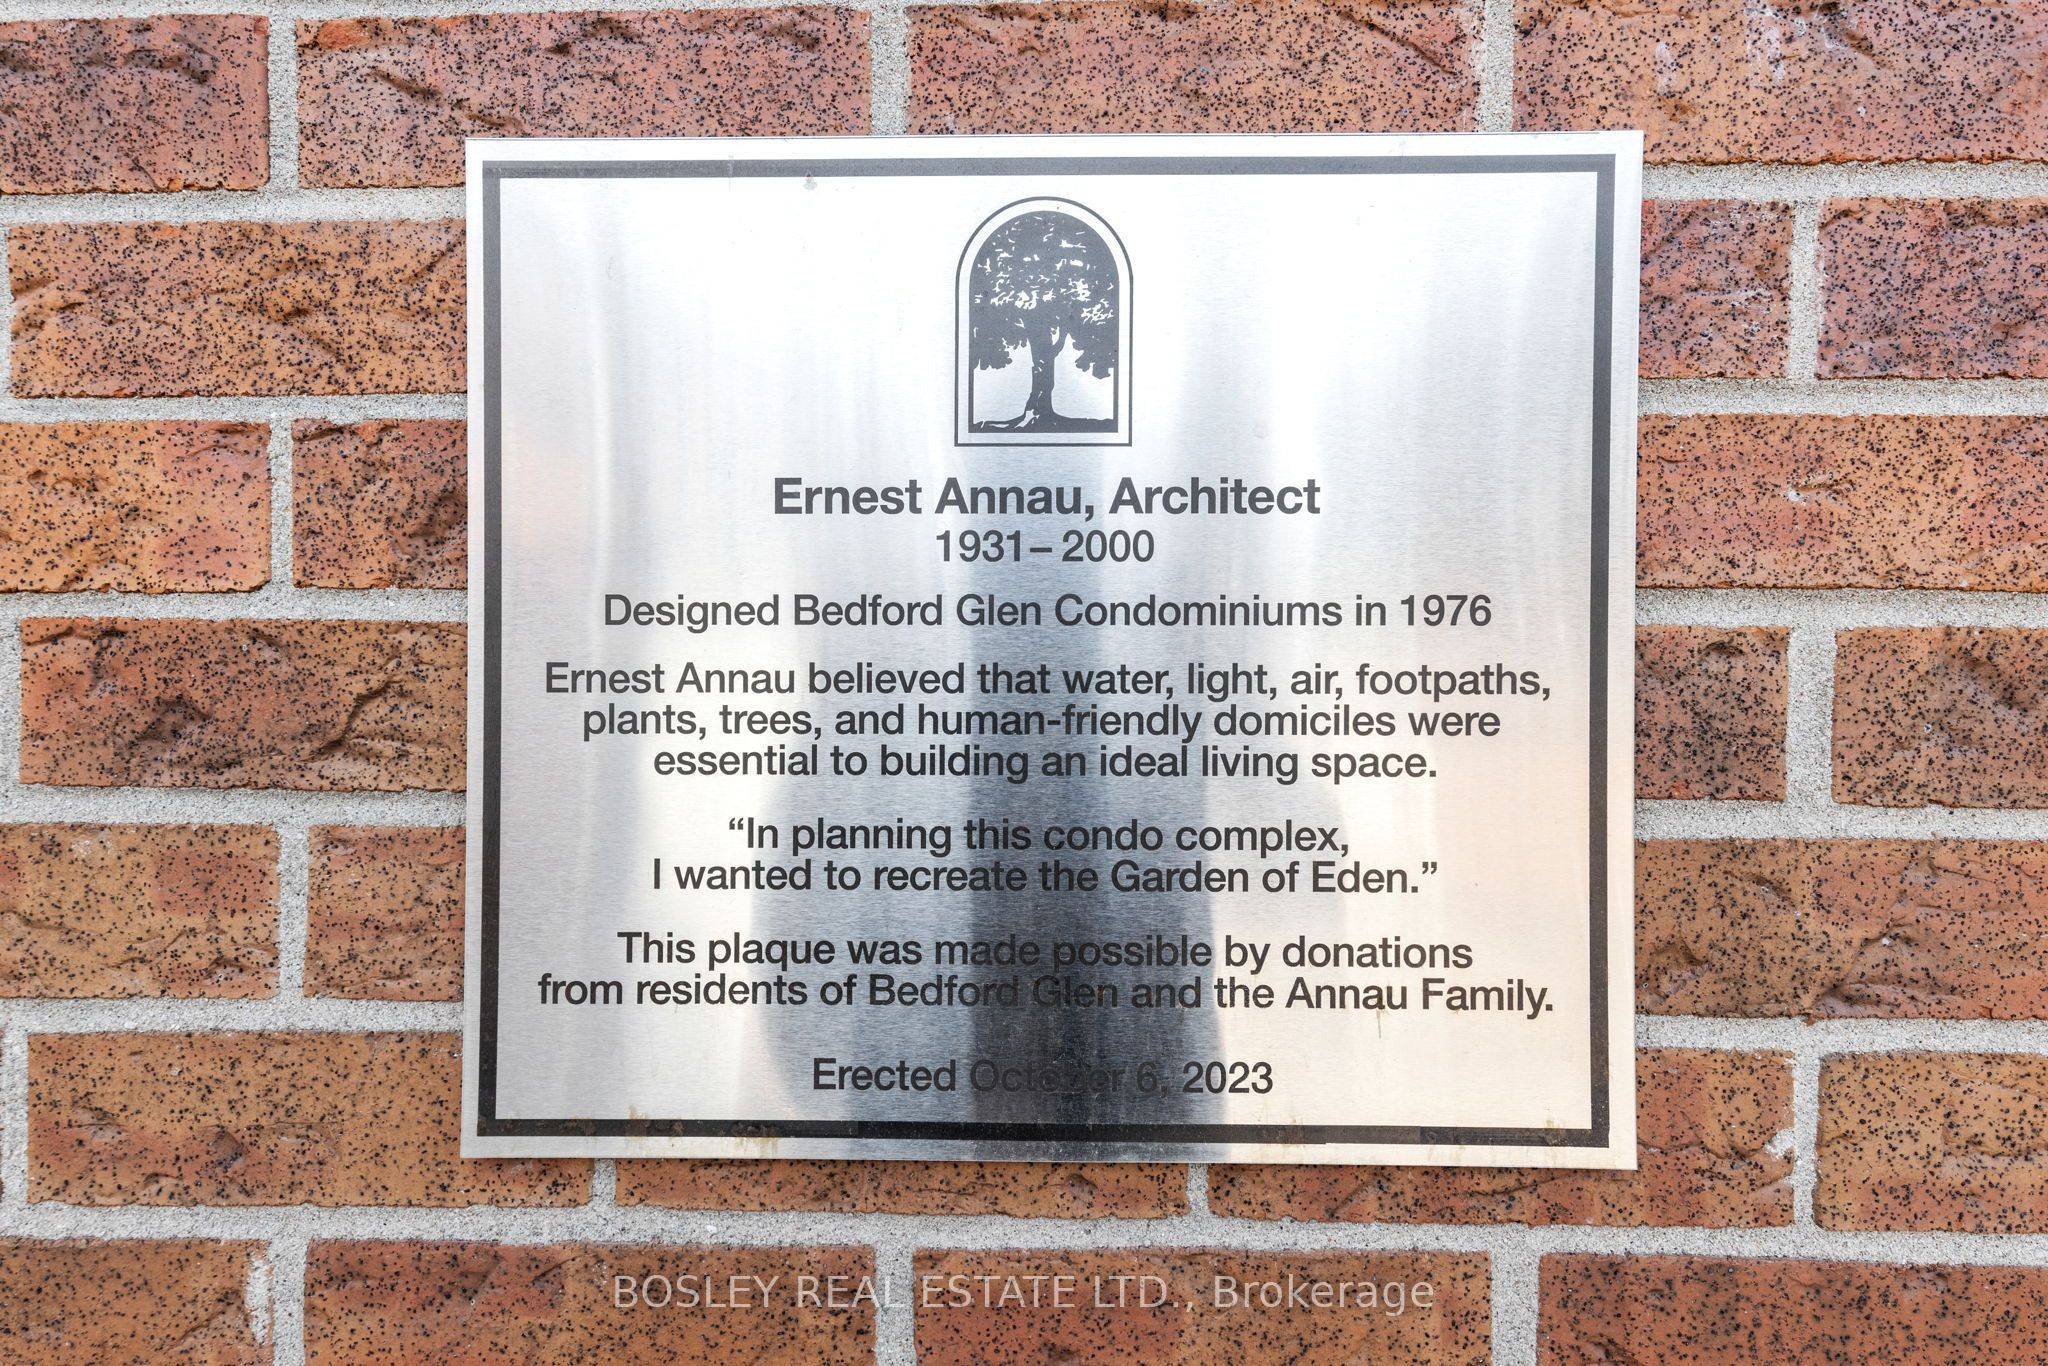 Ernest Annau, Architect
1931–2000
Designed Bedford Glen Condominiums in 1976
Ernest Annau believed that water, light, air, footpaths,
plants, trees, and human-friendly domiciles were
essential to building an ideal living space.
“In planning this condo complex,
I wanted to recreate the Garden of Eden.”
This plaque was made possible by donations
from residents of Bedford Glen and the Annau Family.
Erected October 6, 2023
BOSLEY REAL ESTATE LTD., Brokerage